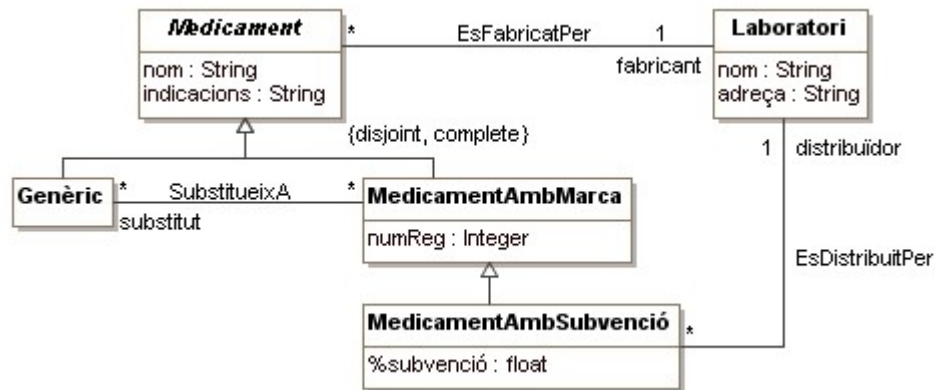 Medicament
nom : String
indicacions : String
* EsFabricatPer 1
fabricant
Laboratori
nom : String
adreça : String
{disjoint, complete}
1 distribuïdor
Genèric
* SubstitueixA *
substitut
MedicamentAmbMarca
numReg : Integer
EsDistribuitPer
MedicamentAmbSubvenció
*
%subvenció : float